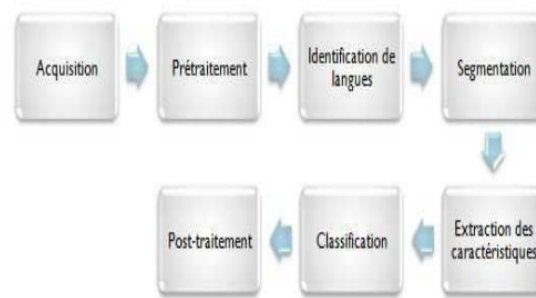 Acquisition
Prétraitement
Identification de
langues
Segmentation
Extraction des
caractéristiques
Classification
Post-traitement